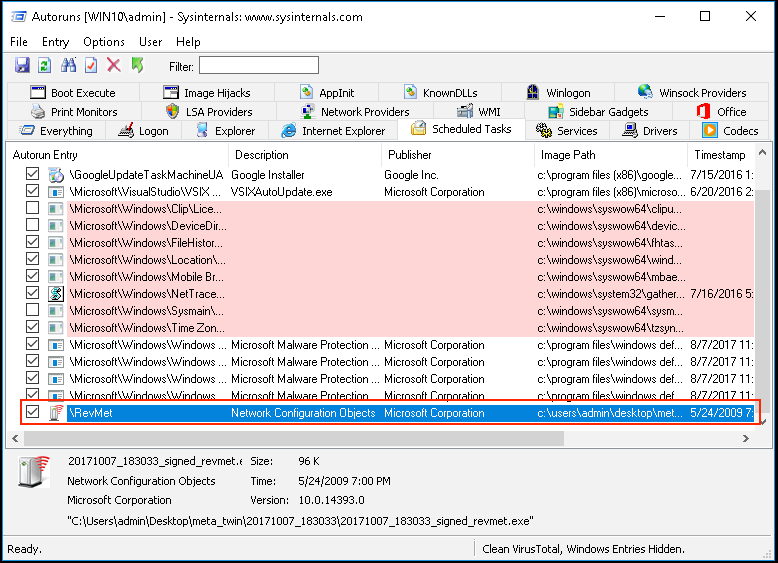 Autoruns [WIN10\admin] - Sysinternals: www.sysinternals.com
File Entry Options User Help
Filter:
Boot Execute Image Hijacks AppInit KnownDLLs Winlogon Winsock Providers
Print Monitors LSA Providers Network Providers WMI Sidebar Gadgets Office
Everything Logon Explorer Internet Explorer Scheduled Tasks Services Drivers Codecs
Autorun Entry Description Publisher Image Path Timestamp
\GoogleUpdateTaskMachineUA Google Installer Google Inc. c:\program files (x86)\google... 7/15/2016 1:
\Microsoft\VisualStudio\VSIX ... VSIXAutoUpdate.exe Microsoft Corporation c:\program files (x86)\microso... 6/20/2016 2:
\Microsoft\Windows\Clip\Lice... c:\windows\syswow64\clipu...
\Microsoft\Windows\DeviceDir... c:\windows\syswow64\devic...
\Microsoft\Windows\FileHistor... c:\windows\syswow64\fhtas...
\Microsoft\Windows\Location\... c:\windows\syswow64\wind...
\Microsoft\Windows\Mobile Br... c:\windows\syswow64\mbae...
\Microsoft\Windows\NetTrace... c:\windows\system32\gather... 7/16/2016 5:
\Microsoft\Windows\Sysmain\... c:\windows\syswow64\sysm...
\Microsoft\Windows\Time Zon... c:\windows\syswow64\tzsyn...
\Microsoft\Windows\Windows ... Microsoft Malware Protection ... Microsoft Corporation c:\program files\windows def... 8/7/2017 11:
\Microsoft\Windows\Windows ... Microsoft Malware Protection ... Microsoft Corporation c:\program files\windows def... 8/7/2017 11:
\Microsoft\Windows\Windows ... Microsoft Malware Protection ... Microsoft Corporation c:\program files\windows def... 8/7/2017 11:
\Microsoft\Windows\Windows ... Microsoft Malware Protection ... Microsoft Corporation c:\program files\windows def... 8/7/2017 11:
\RevMet Network Configuration Objects Microsoft Corporation c:\users\admin\desktop\met... 5/24/2009 7:
20171007_183033_signed_revmet.e Size: 96 K
Network Configuration Objects Time: 5/24/2009 7:00 PM
Microsoft Corporation Version: 10.0.14393.0
"C:\Users\admin\Desktop\meta_twin\20171007_183033\20171007_183033_signed_revmet.exe"
Ready. Clean VirusTotal, Windows Entries Hidden.